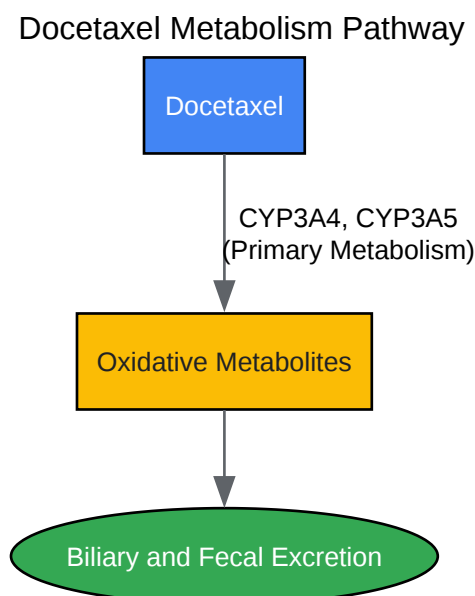 Docetaxel Metabolism Pathway
Docetaxel
CYP3A4, CYP3A5
(Primary Metabolism)
Oxidative Metabolites
Biliary and Fecal Excretion